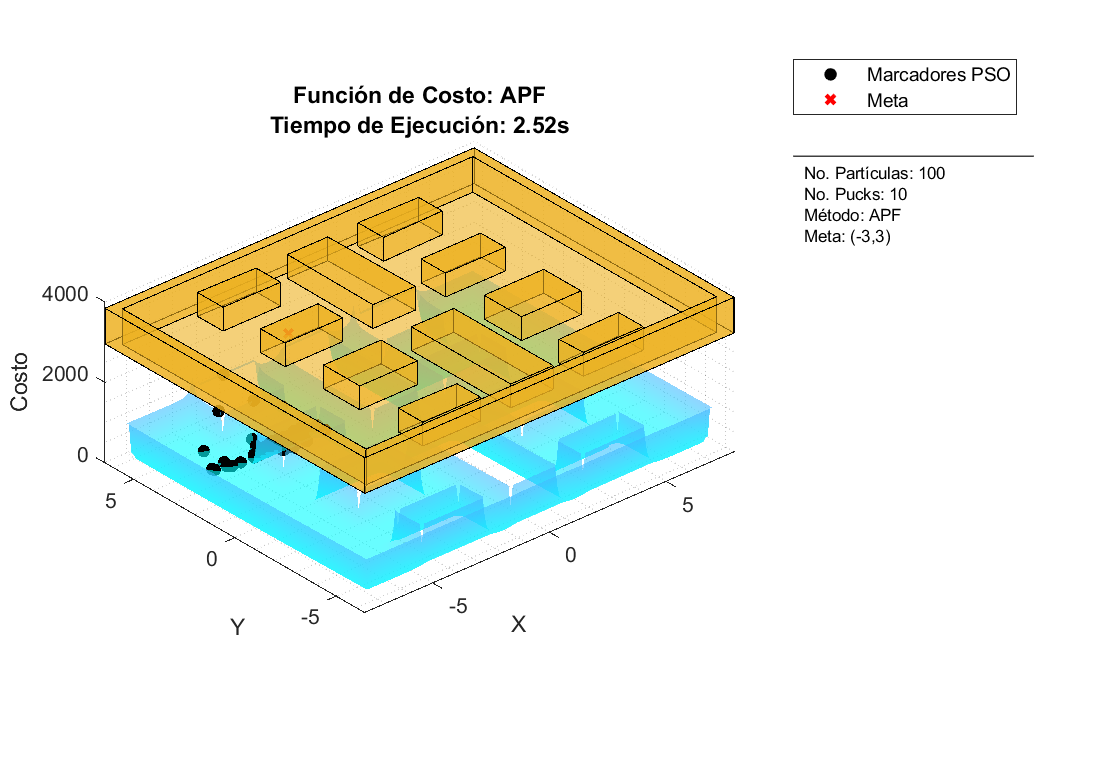 Función de Costo: APF
Tiempo de Ejecución: 2.52s
Marcadores PSO
Meta
No. Partículas: 100
No. Pucks: 10
Método: APF
Meta: (-3,3)
4000
2000
0
Costo
5
0
-5
Y
-5
0
5
X